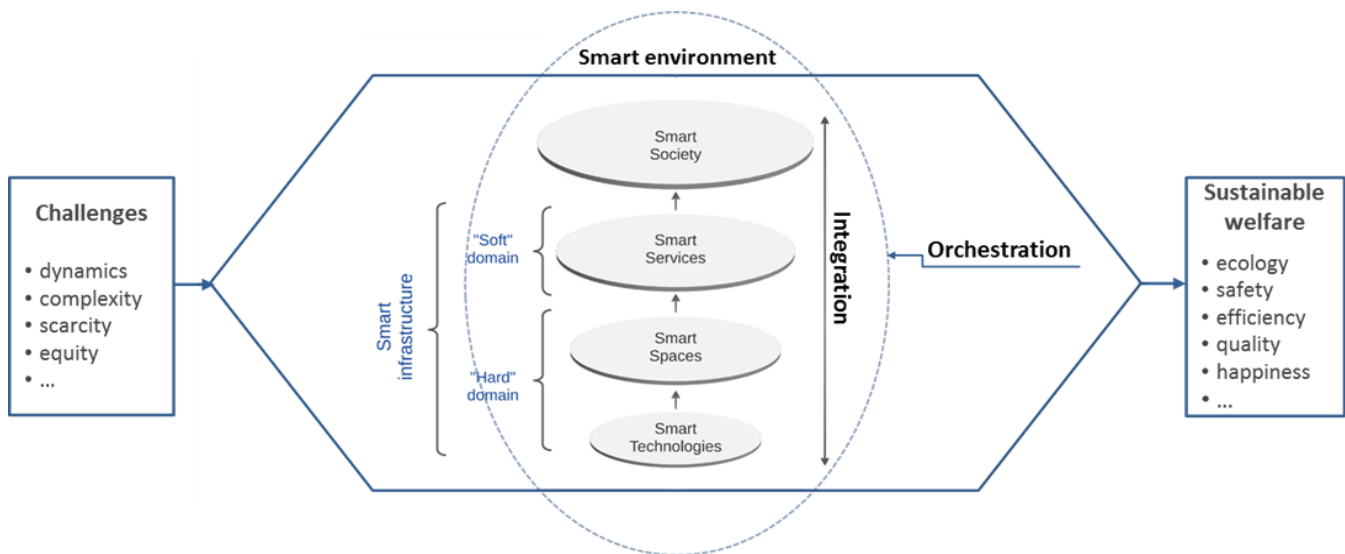 Smart environment
Challenges
• dynamics
• complexity
• scarcity
• equity
• ...
Smart
infrastructure
"Soft"
domain
"Hard"
domain
Smart
Society
Smart
Services
Smart
Spaces
Smart
Technologies
Integration
Orchestration
Sustainable
welfare
• ecology
• safety
• efficiency
• quality
• happiness
• ...